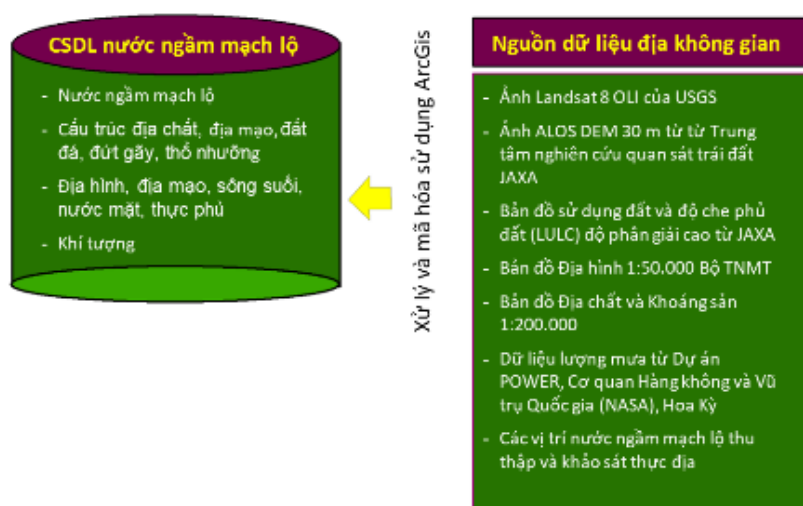 CSDL nước ngầm mạch lộ
- Nước ngầm mạch lộ
- Cấu trúc địa chất, địa mạo, đất
đá, đứt gãy, thổ nhưỡng
- Địa hình, địa mạo, sông suối,
nước mặt, thực phủ
- Khí tượng
Xử lý và mã hóa sử dụng ArcGis
Nguồn dữ liệu địa không gian
- Ảnh Landsat 8 OLI của USGS
- Ảnh ALOS DEM 30 m từ từ Trung
tâm nghiên cứu quan sát trái đất
JAXA
- Bản đồ sử dụng đất và độ che phủ
đất (LULC) độ phân giải cao từ JAXA
- Bản đồ Địa hình 1:50.000 Bộ TNMT
- Bản đồ Địa chất và Khoáng sản
1:200.000
- Dữ liệu lượng mưa từ Dự án
POWER, Cơ quan Hàng không và Vũ
trụ Quốc gia (NASA), Hoa Kỳ
- Các vị trí nước ngầm mạch lộ thu
thập và khảo sát thực địa